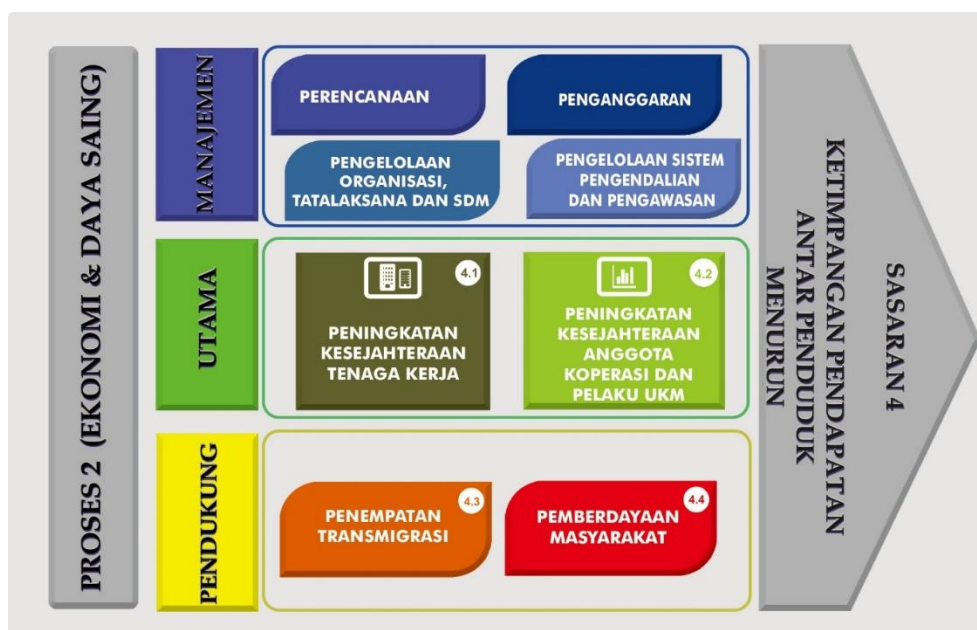 PROSES 2 (EKONOMI & DAYA SAING)
MANAJEMEN
PERENCANAAN
PENGANGGARAN
PENGELOLAAN
ORGANISASI,
TATALAKSANA DAN SDM
PENGELOLAAN SISTEM
PENGENDALIAN
DAN PENGAWASAN
UTAMA
4.1
PENINGKATAN
KESEJAHTERAAN
TENAGA KERJA
4.2
PENINGKATAN
KESEJAHTERAAN
ANGGOTA
KOPERASI DAN
PELAKU UKM
PENDUKUNG
4.3
PENEMPATAN
TRANSMIGRASI
4.4
PEMBERDAYAAN
MASYARAKAT
SASARAN 4
KETIMPANGAN PENDAPATAN
ANTAR PENDUDUK
MENURUN